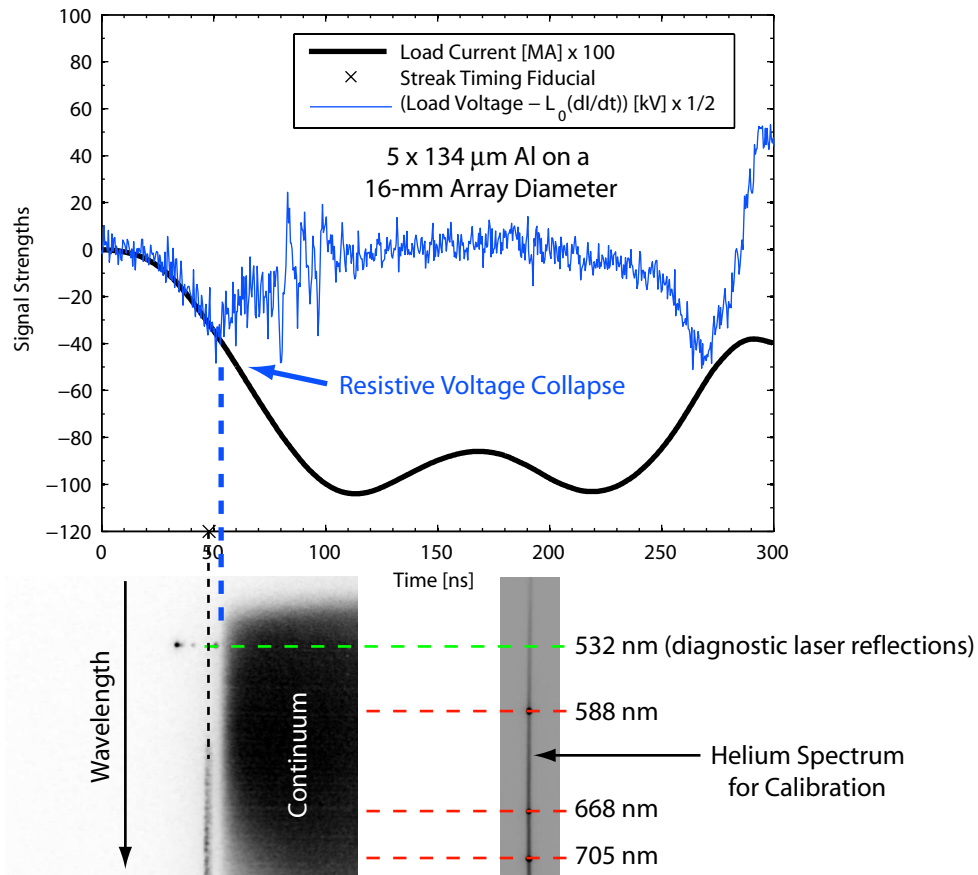 Load Current [MA] x 100
Streak Timing Fiducial
(Load Voltage – L_0(dI/dt)) [kV] x 1/2
5 x 134 μm Al on a
16-mm Array Diameter
Signal Strengths
100
80
60
40
20
0
−20
−40
−60
−80
−100
−120
Resistive Voltage Collapse
0
50
100
150
200
250
300
Time [ns]
Wavelength
Continuum
532 nm (diagnostic laser reflections)
588 nm
Helium Spectrum
for Calibration
668 nm
705 nm